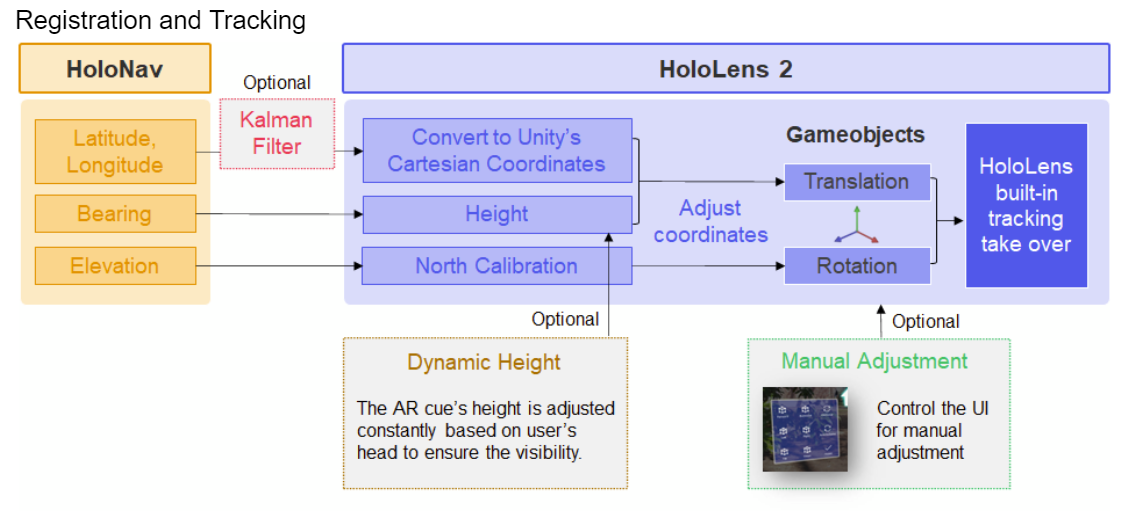 Registration and Tracking
HoloNav
Optional
HoloLens 2
Latitude,
Longitude
Kalman
Filter
Convert to Unity's
Cartesian Coordinates
Gameobjects
HoloLens
built-in
tracking
take over
Translation
Bearing
Height
Adjust
coordinates
Elevation
North Calibration
Rotation
Optional
Optional
Dynamic Height
The AR cue's height is adjusted
constantly based on user's
head to ensure the visibility.
Manual Adjustment
Control the UI
for manual
adjustment